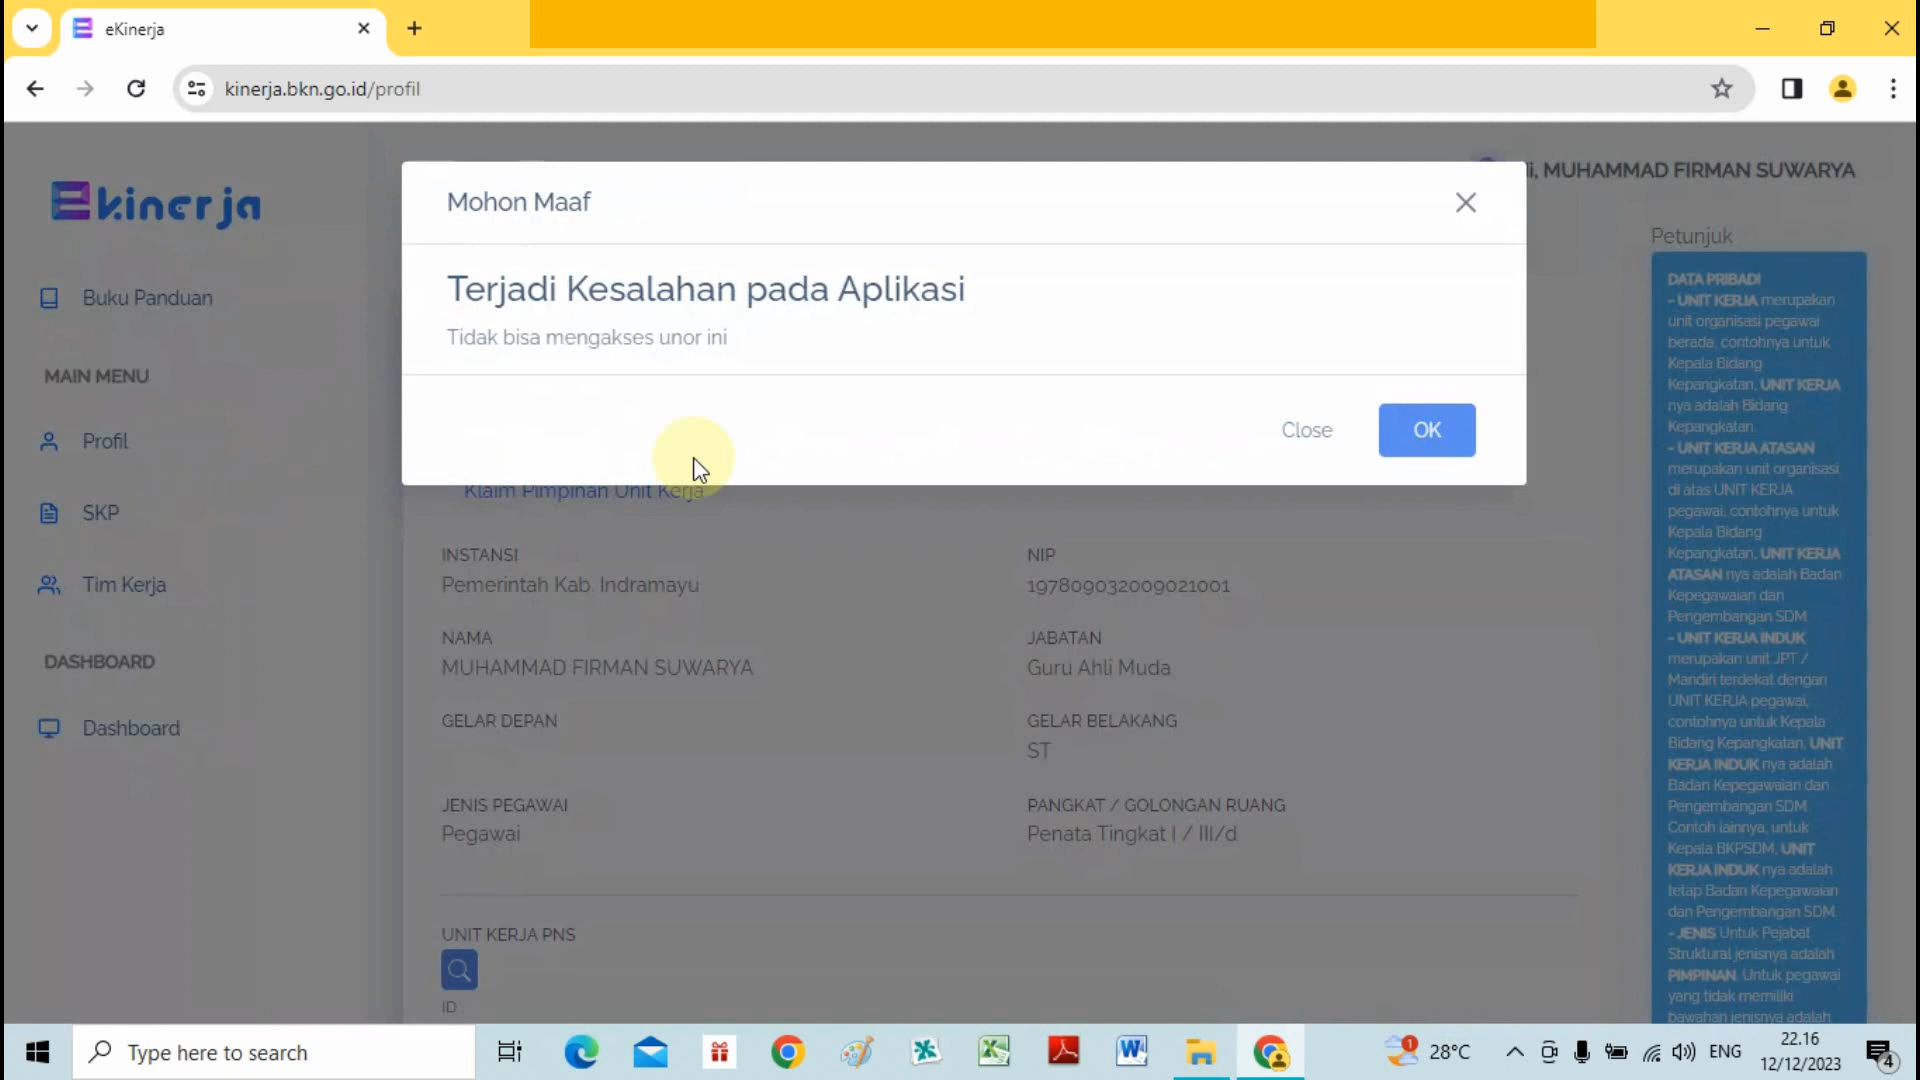 eKinerja
kinerja.bkn.go.id/profil
Ekinerja
Buku Panduan
MAIN MENU
Profil
SKP
Tim Kerja
DASHBOARD
Dashboard
MUHAMMAD FIRMAN SUWARYA
Mohon Maaf
Terjadi Kesalahan pada Aplikasi
Tidak bisa mengakses unor ini
Close
OK
Klaim Pimpinan Unit Kerja
INSTANSI
Pemerintah Kab. Indramayu
NIP
197809032009021001
NAMA
MUHAMMAD FIRMAN SUWARYA
JABATAN
Guru Ahli Muda
GELAR DEPAN
GELAR BELAKANG
ST
JENIS PEGAWAI
Pegawai
PANGKAT / GOLONGAN RUANG
Penata Tingkat I / III/d
UNIT KERJA PNS
ID
Petunjuk
DATA PRIBADI
- UNIT KERJA merupakan
unit organisasi pegawai
berada, contohnya untuk
Kepala Bidang
Kepangkatan, UNIT KERJA
nya adalah Bidang
Kepangkatan.
- UNIT KERJA ATASAN
merupakan unit organisasi
di atas UNIT KERJA
pegawai, contohnya untuk
Kepala Bidang
Kepangkatan, UNIT KERJA
ATASAN nya adalah Badan
Kepegawaian dan
Pengembangan SDM
- UNIT KERJA INDUK
merupakan unit JPT /
Mandiri terdekat dengan
UNIT KERJA pegawai,
contohnya untuk Kepala
Bidang Kepangkatan, UNIT
KERJA INDUK nya adalah
Badan Kepegawaian dan
Pengembangan SDM.
Contoh lainnya, untuk
Kepala BKPSDM, UNIT
KERJA INDUK nya adalah
tetap Badan Kepegawaian
dan Pengembangan SDM.
- JENIS Untuk Pejabat
Struktural jenisnya adalah
PIMPINAN. Untuk pegawai
yang tidak memiliki
bawahan jenisnya adalah
Type here to search
1
28°C
ENG
22.16
12/12/2023
4